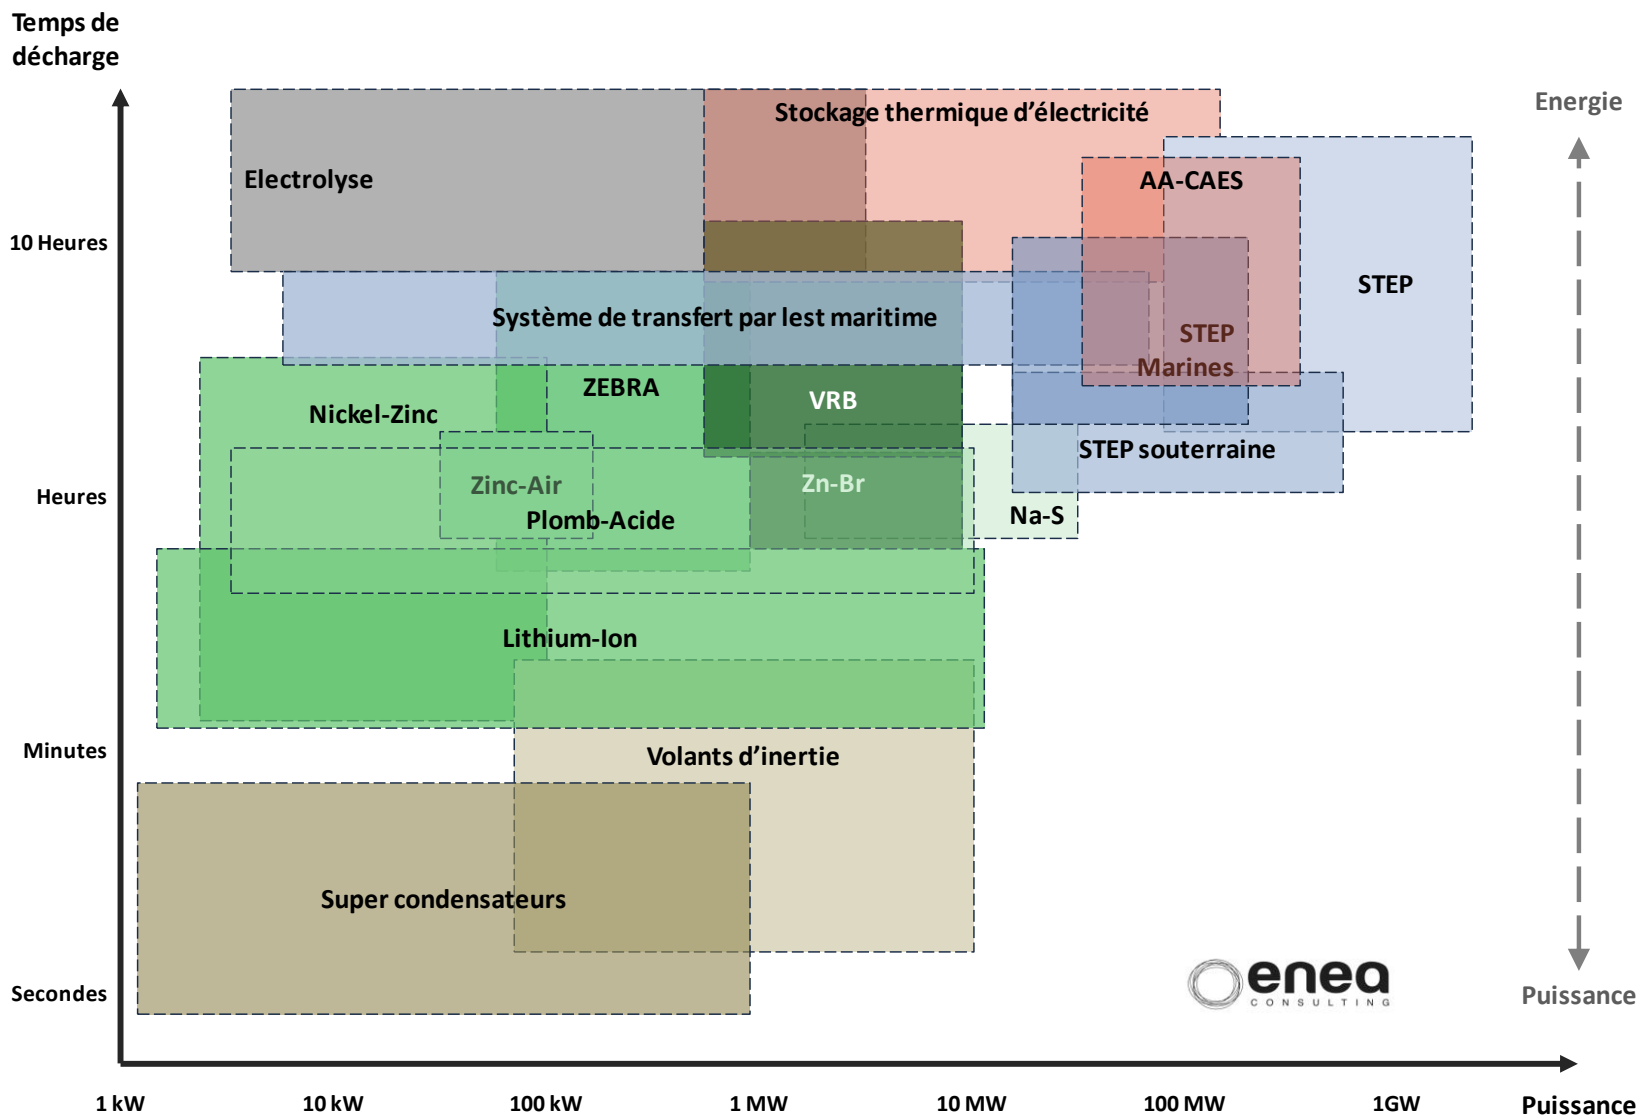 Temps de
décharge
Stockage thermique d’électricité
Energie
Electrolyse
AA-CAES
10 Heures
STEP
Système de transfert par lest maritime
STEP
Marines
ZEBRA
VRB
Nickel-Zinc
STEP souterraine
Zinc-Air
Zn-Br
Heures
Plomb-Acide
Na-S
Lithium-Ion
Minutes
Volants d’inertie
Super condensateurs
enea
CONSULTING
Secondes
Puissance
1 kW
10 kW
100 kW
1 MW
10 MW
100 MW
1GW
Puissance